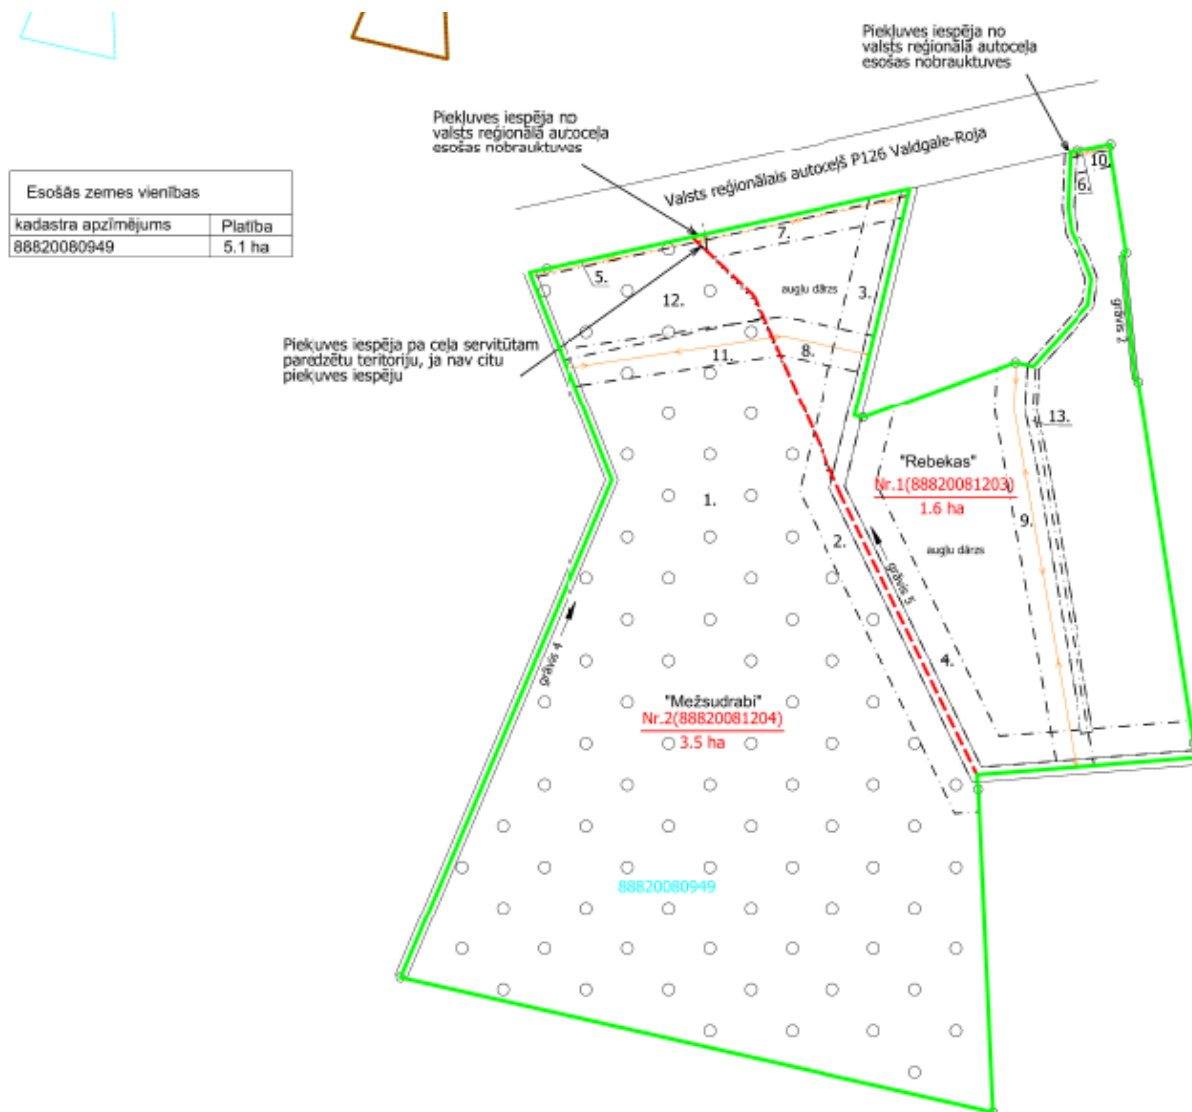 Piekļuves iespēja no
valsts reģionālā autoceļa
esošas nobrauktuves
Piekļuves iespēja no
valsts reģionālā autoceļa
esošas nobrauktuves
Valsts reģionālais autoceļš P126 Valdgale-Roja
Esošās zemes vienības
kadastra apzīmējums Platība
88820080949 5.1 ha
10.
6.
7.
5.
12.
augļu dārzs
3.
grāvis 2
Piekļuves iespēja pa ceļa servitūtam
paredzētu teritoriju, ja nav citu
piekļuves iespēju
11.
8.
13.
"Rebekas"
Nr.1(88820081203)
1.6 ha
1.
9.
2.
augļu dārzs
grāvis 5
grāvis 4
4.
"Mežsudrabi"
Nr.2(88820081204)
3.5 ha
88820080949